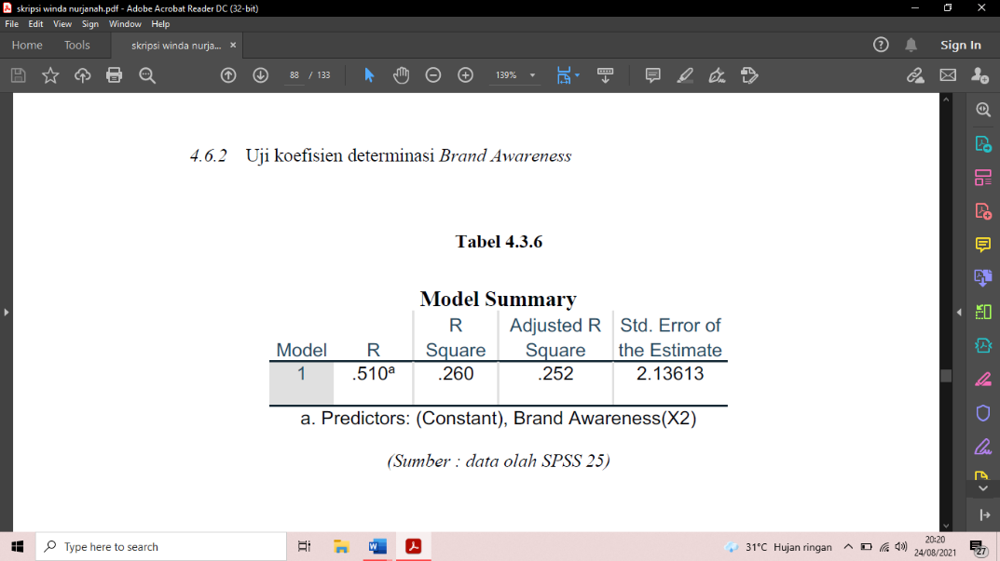 skripsi winda nurjanah.pdf - Adobe Acrobat Reader DC (32-bit)
File Edit View Sign Window Help
Home Tools skripsi winda nurja... × Sign In
88 / 133 139%
4.6.2 Uji koefisien determinasi Brand Awareness
Tabel 4.3.6
Model Summary
Model R R Square Adjusted R Square Std. Error of the Estimate
1 .510a .260 .252 2.13613
a. Predictors: (Constant), Brand Awareness(X2)
(Sumber : data olah SPSS 25)
Type here to search 31°C Hujan ringan 20:20
24/08/2021 27